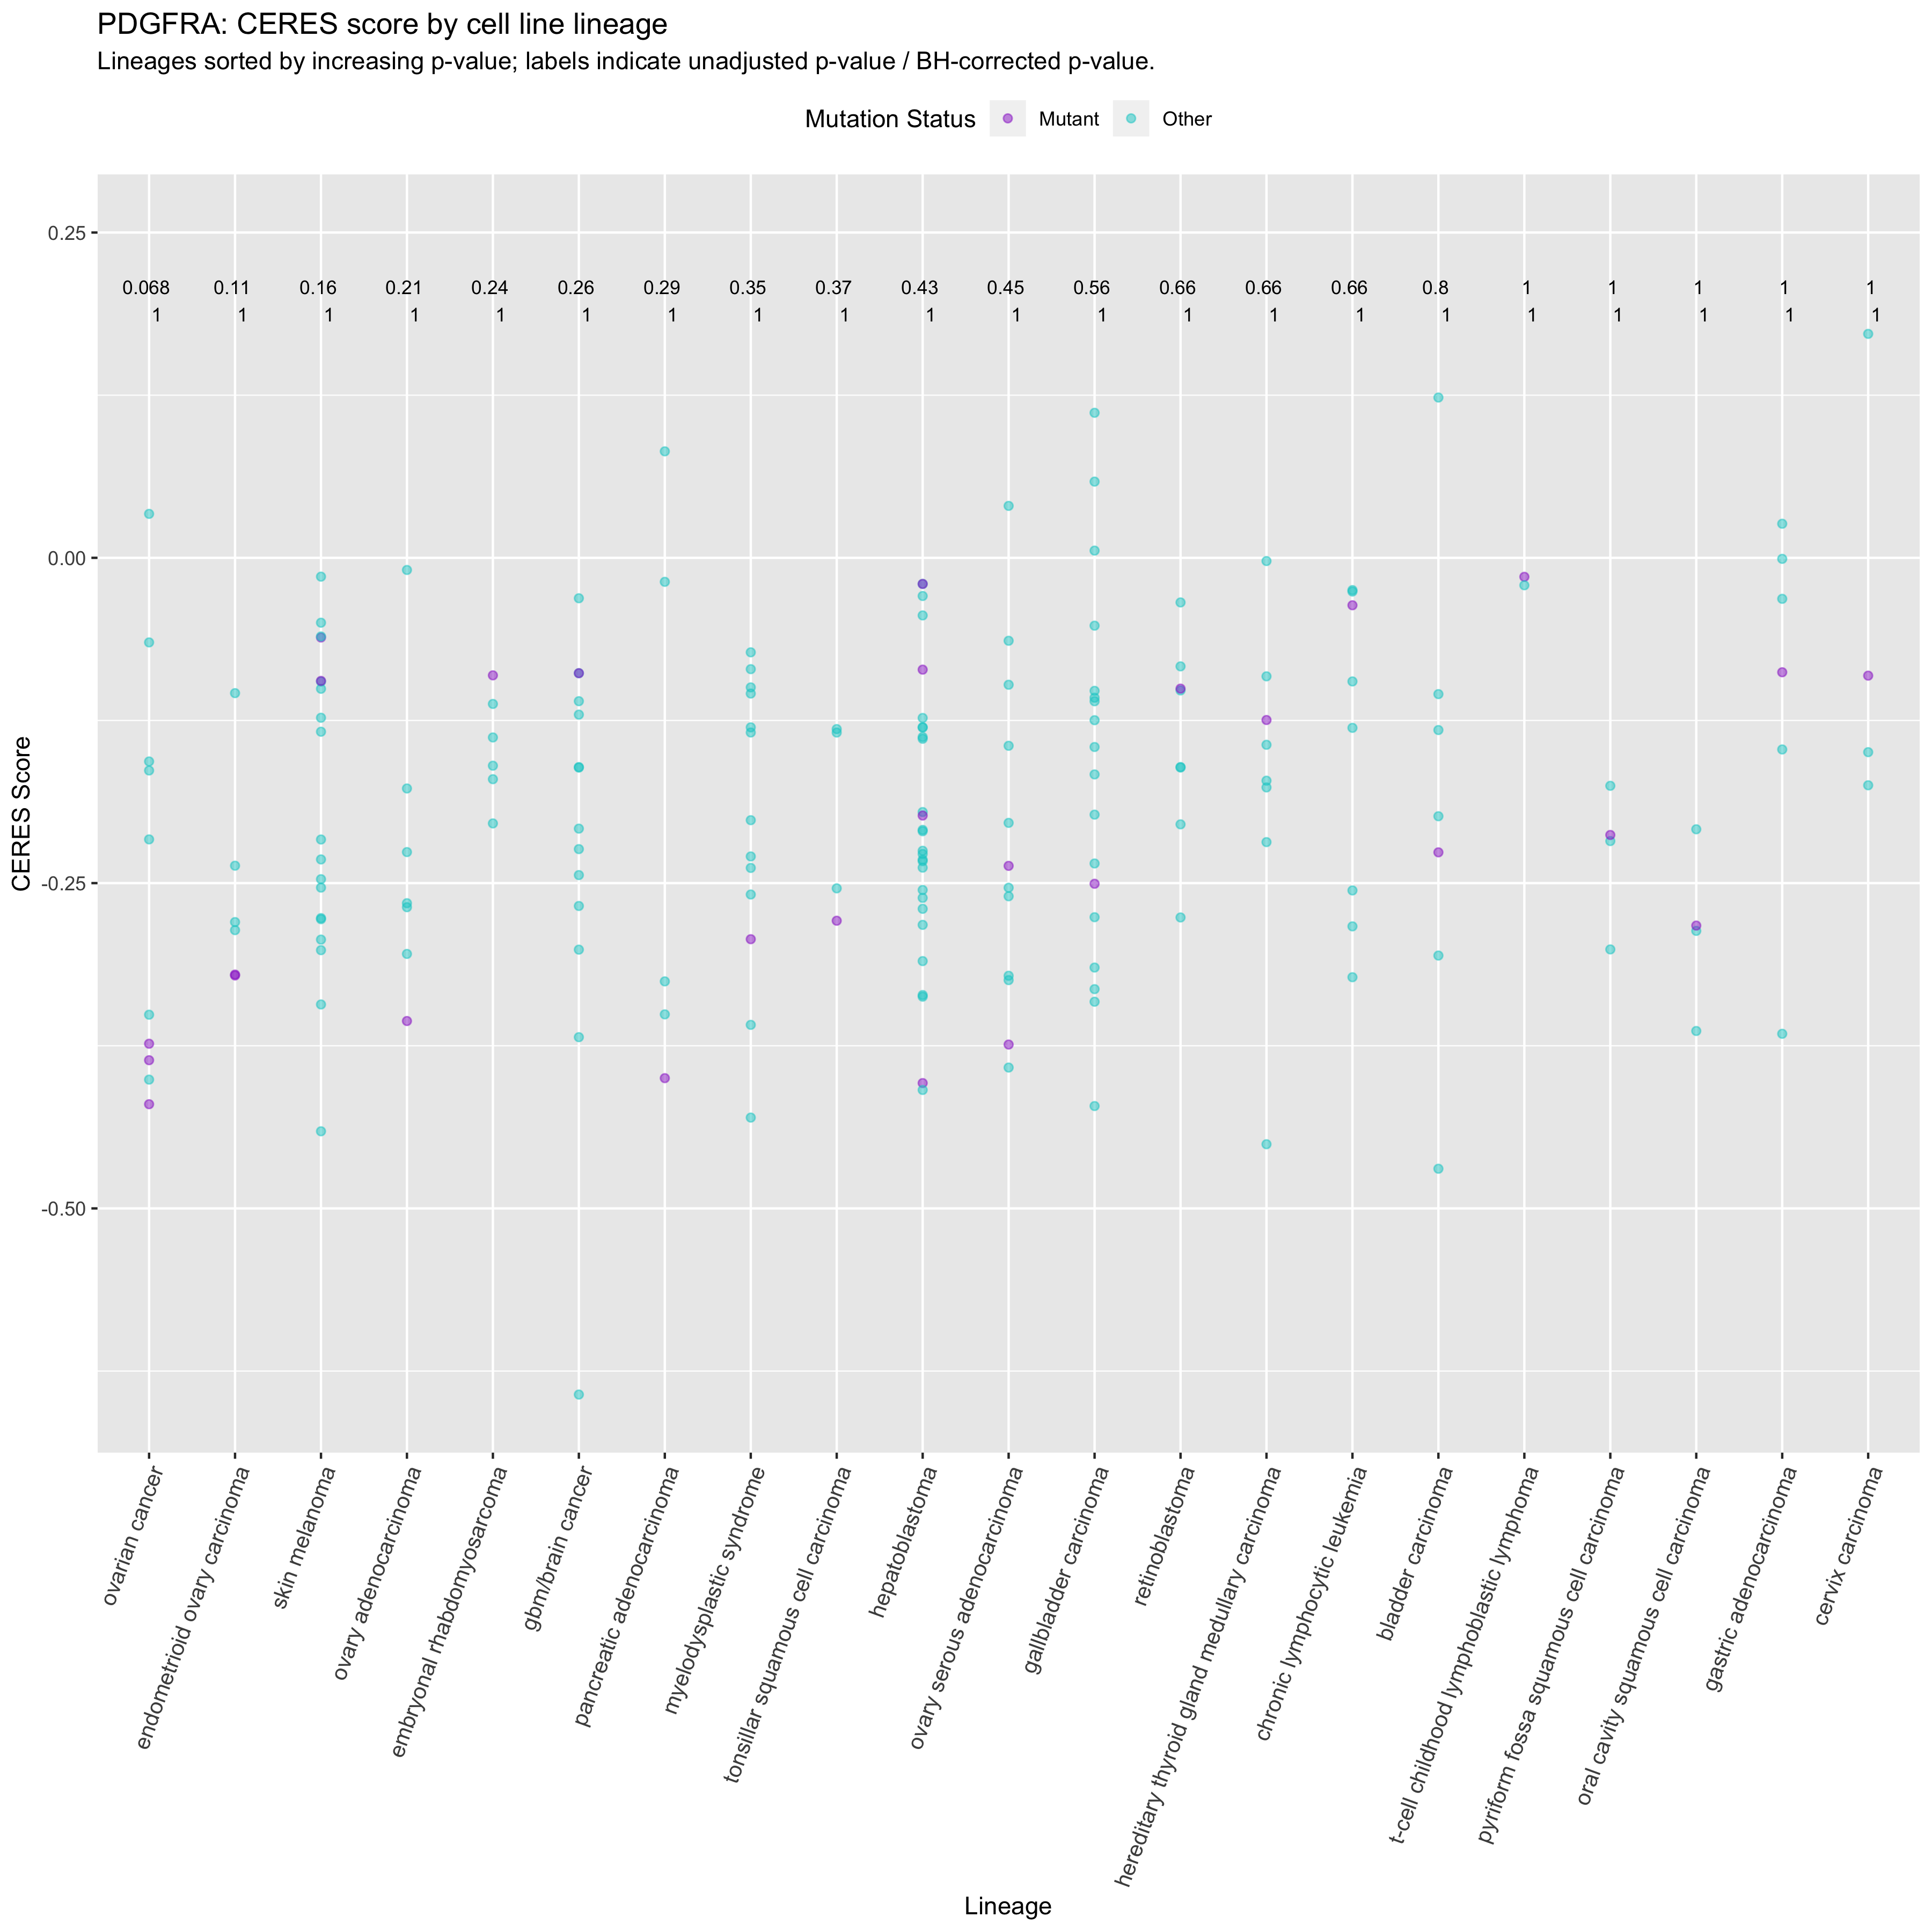 PDGFRA: CERES score by cell line lineage
Lineages sorted by increasing p-value; labels indicate unadjusted p-value / BH-corrected p-value.
Mutation Status Mutant Other
0.25
0.068 0.11 0.16 0.21 0.24 0.26 0.29 0.35 0.37 0.43 0.45 0.56 0.66 0.66 0.66 0.8 1 1 1 1 1
1 1 1 1 1 1 1 1 1 1 1 1 1 1 1 1 1 1 1 1 1
0.00
-0.25
-0.50
CERES Score
ovarian cancer
endometrioid ovary carcinoma
skin melanoma
ovary adenocarcinoma
embryonal rhabdomyosarcoma
gbm/brain cancer
pancreatic adenocarcinoma
myelodysplastic syndrome
tonsillar squamous cell carcinoma
hepatoblastoma
ovary serous adenocarcinoma
gallbladder carcinoma
retinoblastoma
hereditary thyroid gland medullary carcinoma
chronic lymphocytic leukemia
bladder carcinoma
t-cell childhood lymphoblastic lymphoma
pyriform fossa squamous cell carcinoma
oral cavity squamous cell carcinoma
gastric adenocarcinoma
cervix carcinoma
Lineage